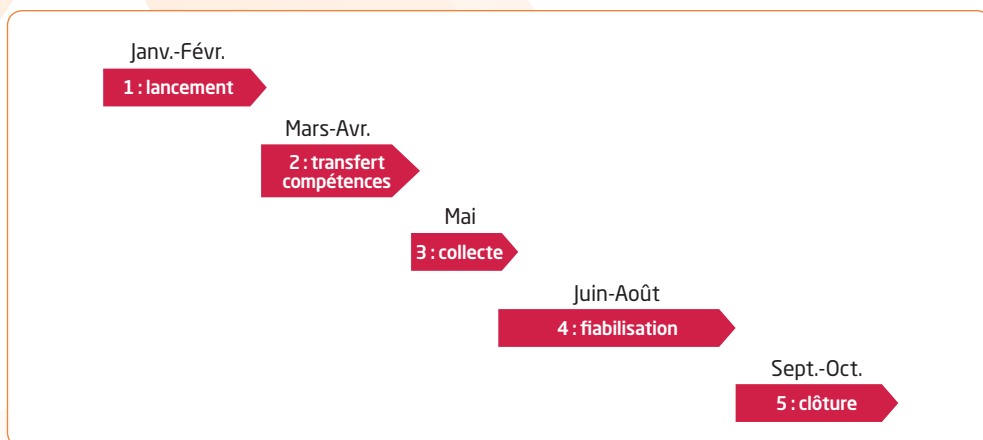 Janv.-Févr.
1 : lancement
Mars-Avr.
2 : transfert
compétences
Mai
3 : collecte
Juin-Août
4 : fiabilisation
Sept.-Oct.
5 : clôture